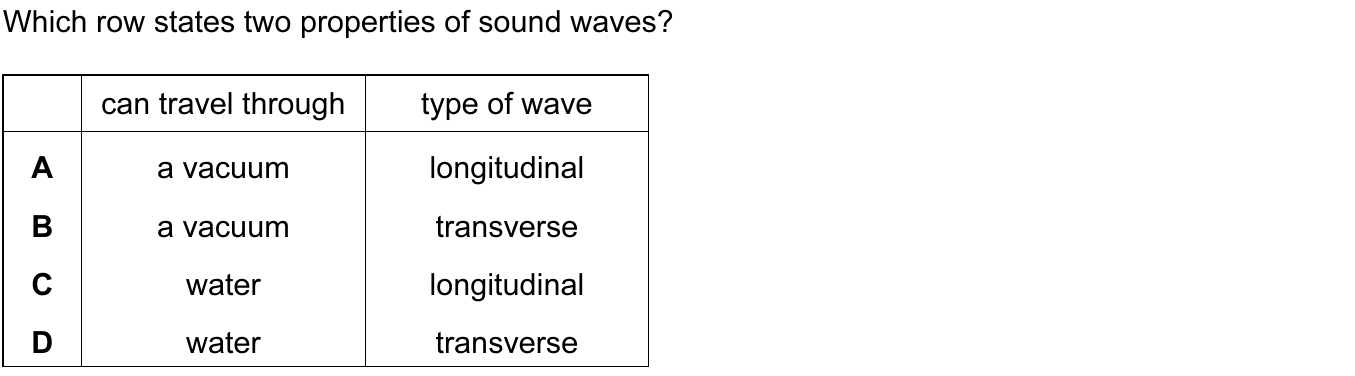 Which row states two properties of sound waves?
can travel through type of wave
A a vacuum longitudinal
B a vacuum transverse
C water longitudinal
D water transverse